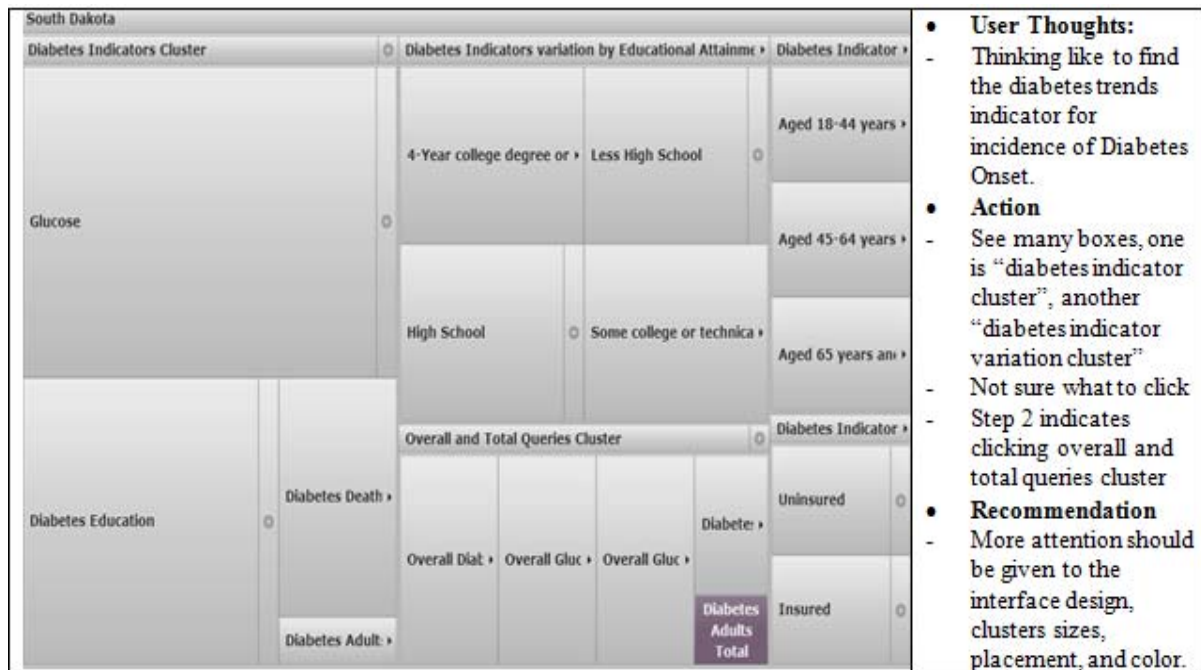 South Dakota
Diabetes Indicators Cluster
Diabetes Indicators variation by Educational Attainme
Diabetes Indicator
Glucose
4-Year college degree or
Less High School
Aged 18-44 years
Aged 45-64 years
High School
Some college or technica
Aged 65 years an
Diabetes Education
Diabetes Death
Diabetes Adult
Overall and Total Queries Cluster
Overall Diab
Overall Gluc
Overall Gluc
Diabete
Diabetes
Adults
Total
Diabetes Indicator
Uninsured
Insured
• User Thoughts:
- Thinking like to find
the diabetes trends
indicator for
incidence of Diabetes
Onset.
• Action
- See many boxes, one
is “diabetes indicator
cluster”, another
“diabetes indicator
variation cluster”
- Not sure what to click
- Step 2 indicates
clicking overall and
total queries cluster
• Recommendation
- More attention should
be given to the
interface design,
clusters sizes,
placement, and color.